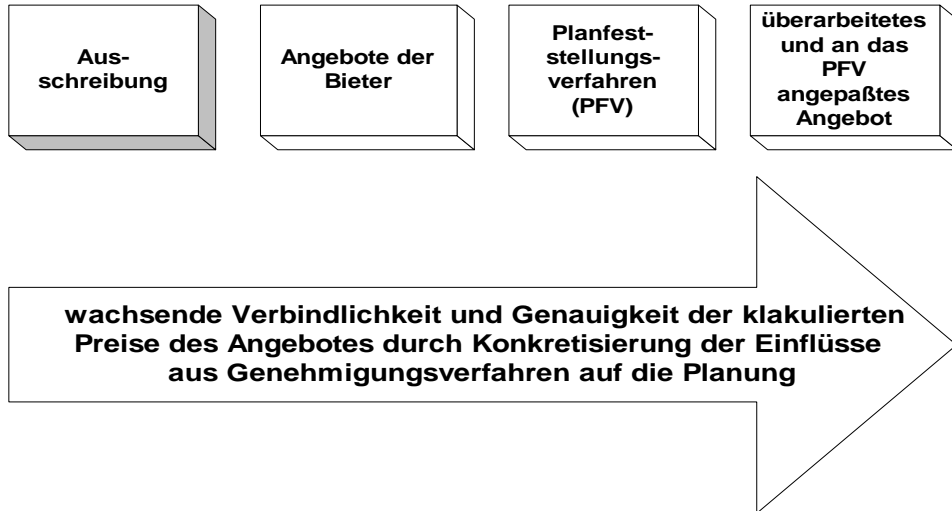 Aus-
schreibung
Angebote der
Bieter
Planfest-
stellungs-
verfahren
(PFV)
überarbeitetes
und an das
PFV
angepaßtes
Angebot
wachsende Verbindlichkeit und Genauigkeit der klakulierten
Preise des Angebotes durch Konkretisierung der Einflüsse
aus Genehmigungsverfahren auf die Planung